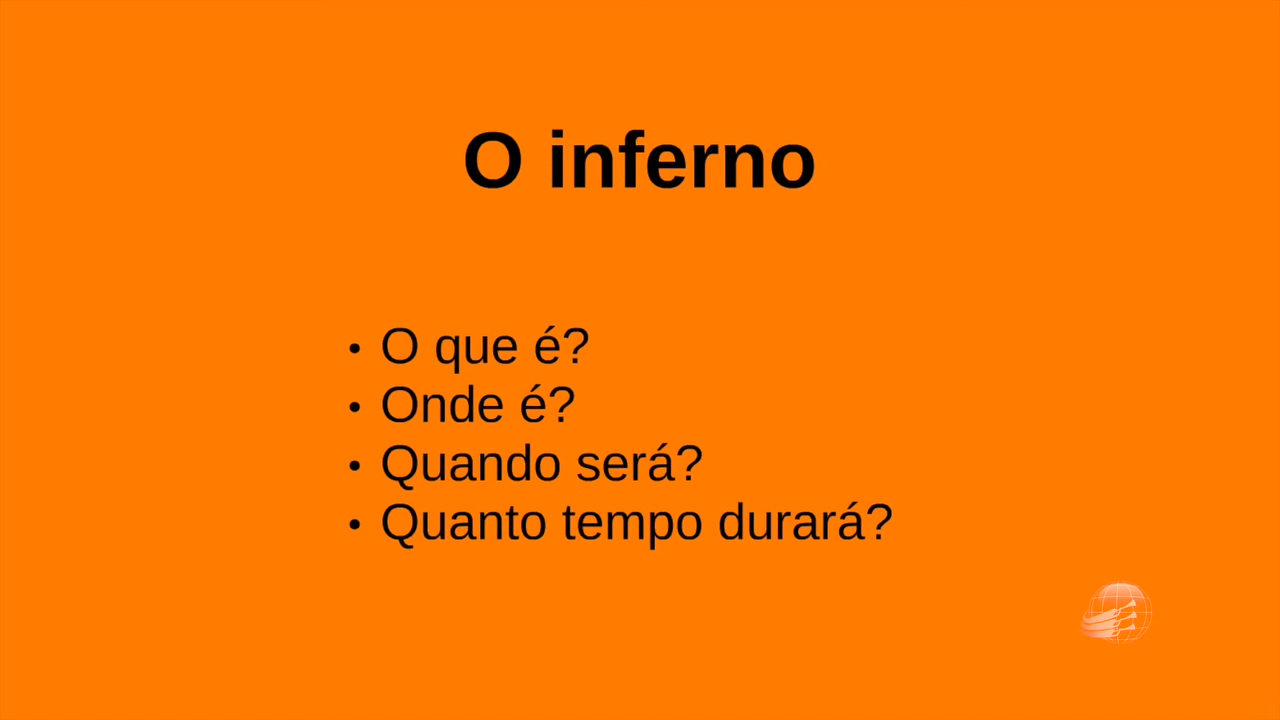 O inferno
• O que é?
• Onde é?
• Quando será?
• Quanto tempo durará?